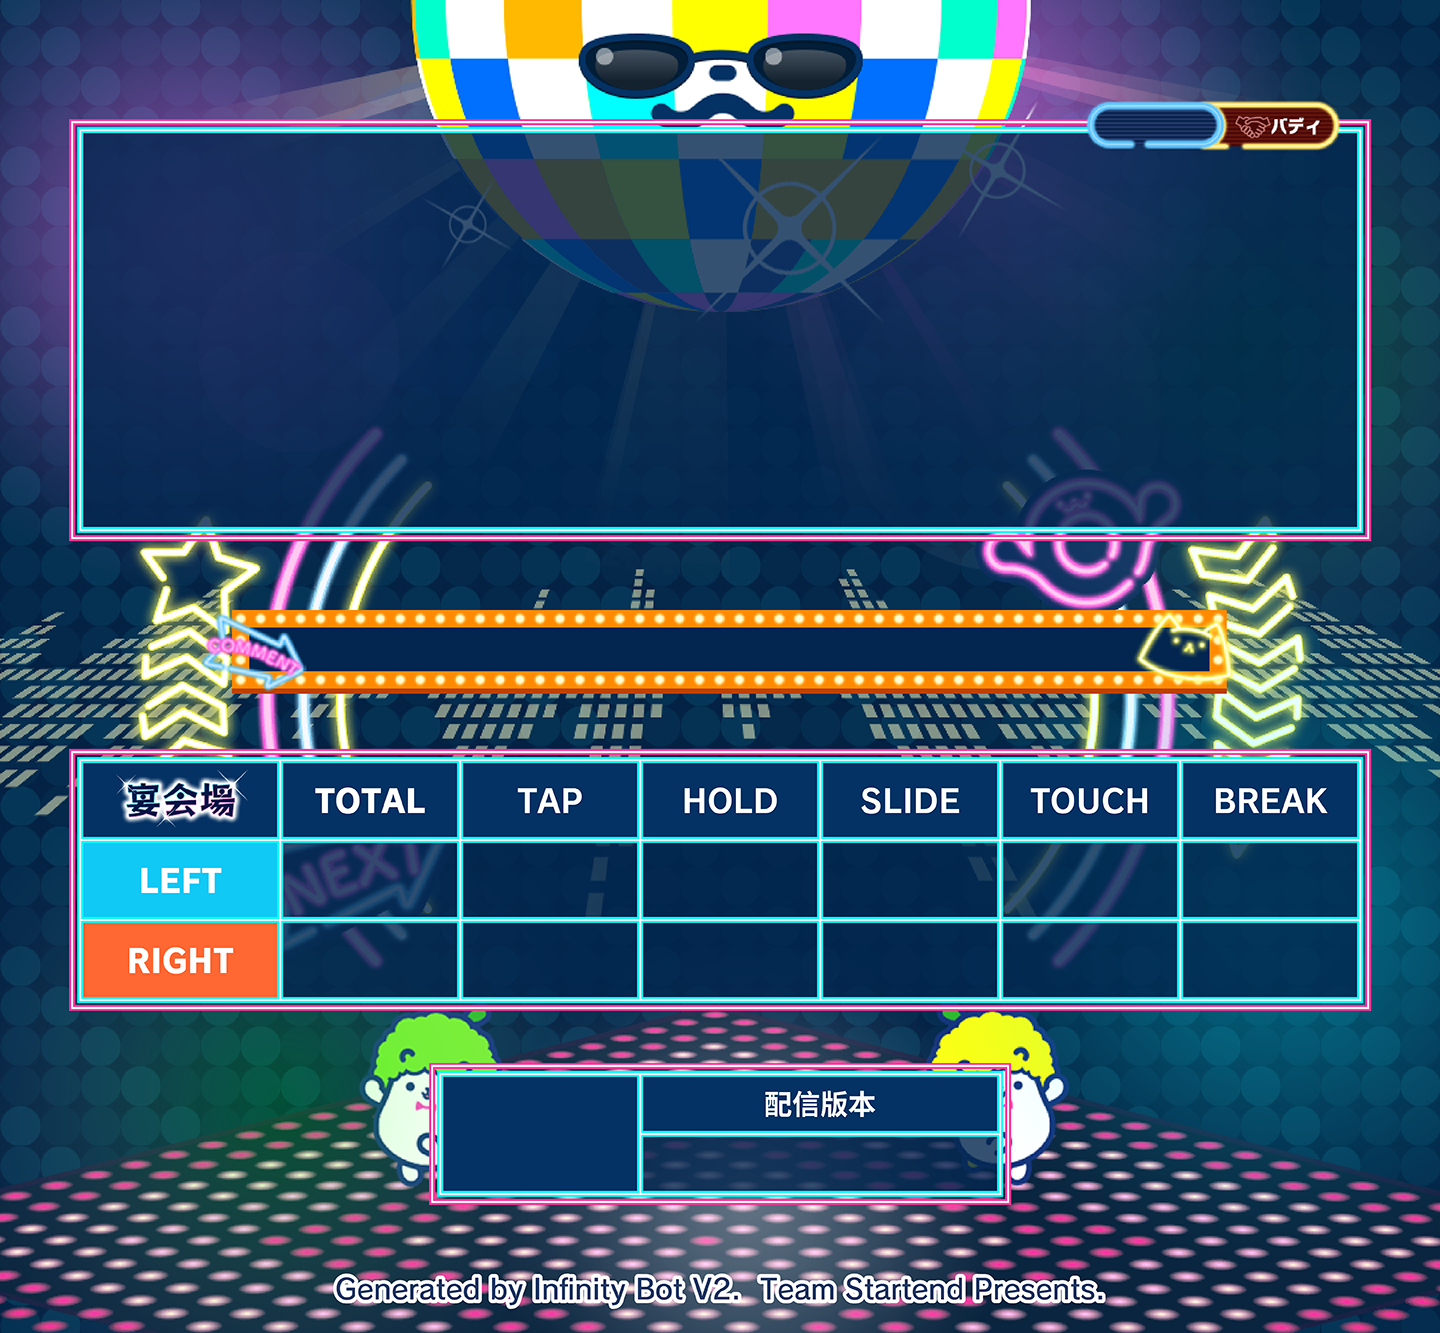 バディ
COMMENT
宴会場 TOTAL TAP HOLD SLIDE TOUCH BREAK
LEFT
NEXT
RIGHT
配信版本
Generated by Infinity Bot V2. Team Startend Presents.